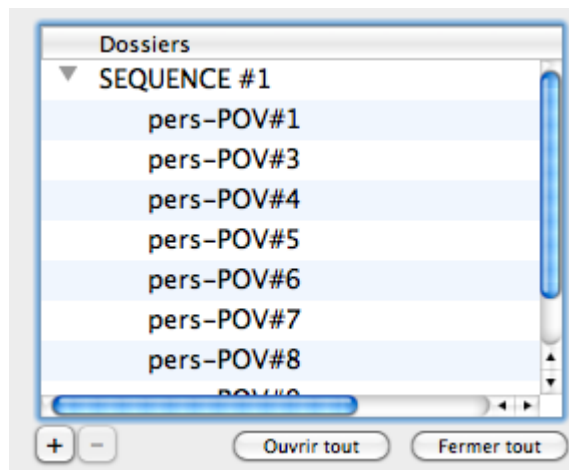 Dossiers
SEQUENCE #1
pers-POV#1
pers-POV#3
pers-POV#4
pers-POV#5
pers-POV#6
pers-POV#7
pers-POV#8
+ - Ouvrir tout Fermer tout